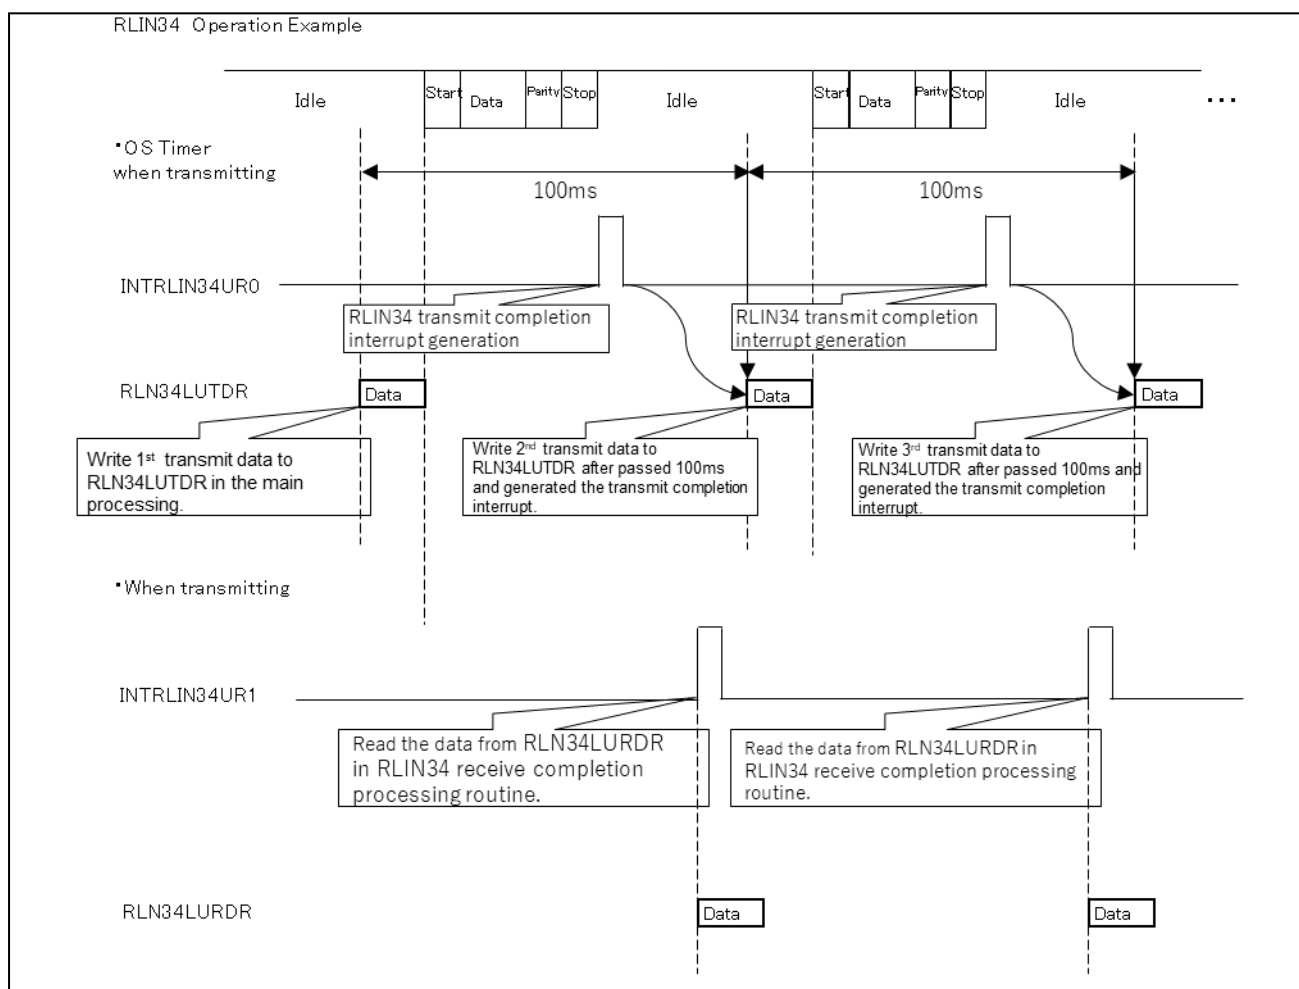 RLIN34 Operation Example
Idle
Start
Data
Parity
Stop
Idle
Start
Data
Parity
Stop
Idle
...
・OS Timer
when transmitting
100ms
100ms
INTRLIN34UR0
RLIN34 transmit completion
interrupt generation
RLIN34 transmit completion
interrupt generation
RLN34LUTDR
Data
Data
Data
Write 1st transmit data to
RLN34LUTDR in the main
processing.
Write 2nd transmit data to
RLN34LUTDR after passed 100ms
and generated the transmit completion
interrupt.
Write 3rd transmit data to
RLN34LUTDR after passed 100ms and
generated the transmit completion
interrupt.
・When transmitting
INTRLIN34UR1
Read the data from RLN34LURDR
in RLIN34 receive completion
processing routine.
Read the data from RLN34LURDR in
RLIN34 receive completion processing
routine.
RLN34LURDR
Data
Data